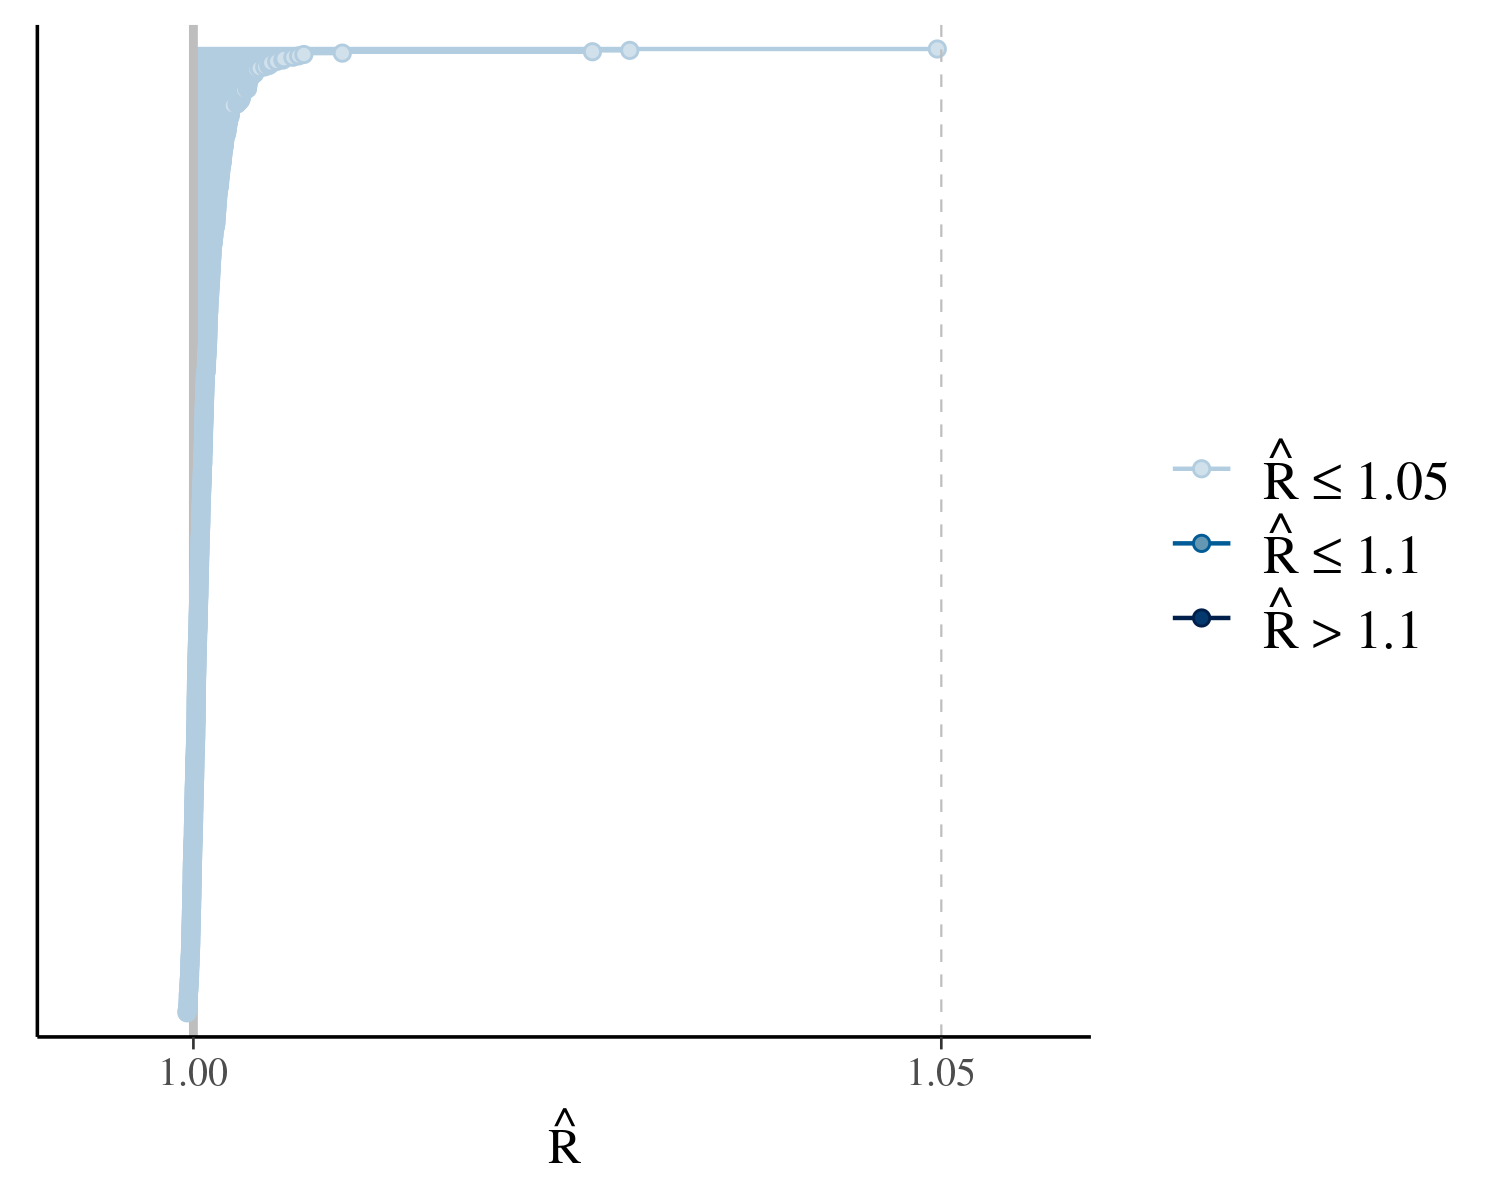 R̂ ≤ 1.05
R̂ ≤ 1.1
R̂ > 1.1
1.00 1.05
R̂